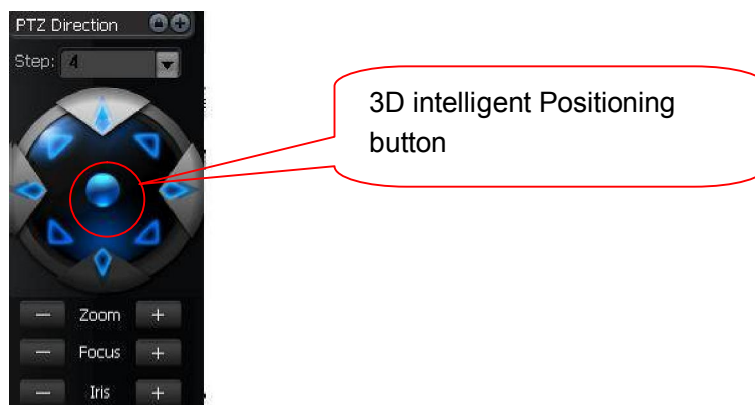 PTZ Direction
Step: 4
3D intelligent Positioning
button
− Zoom +
− Focus +
− Iris +